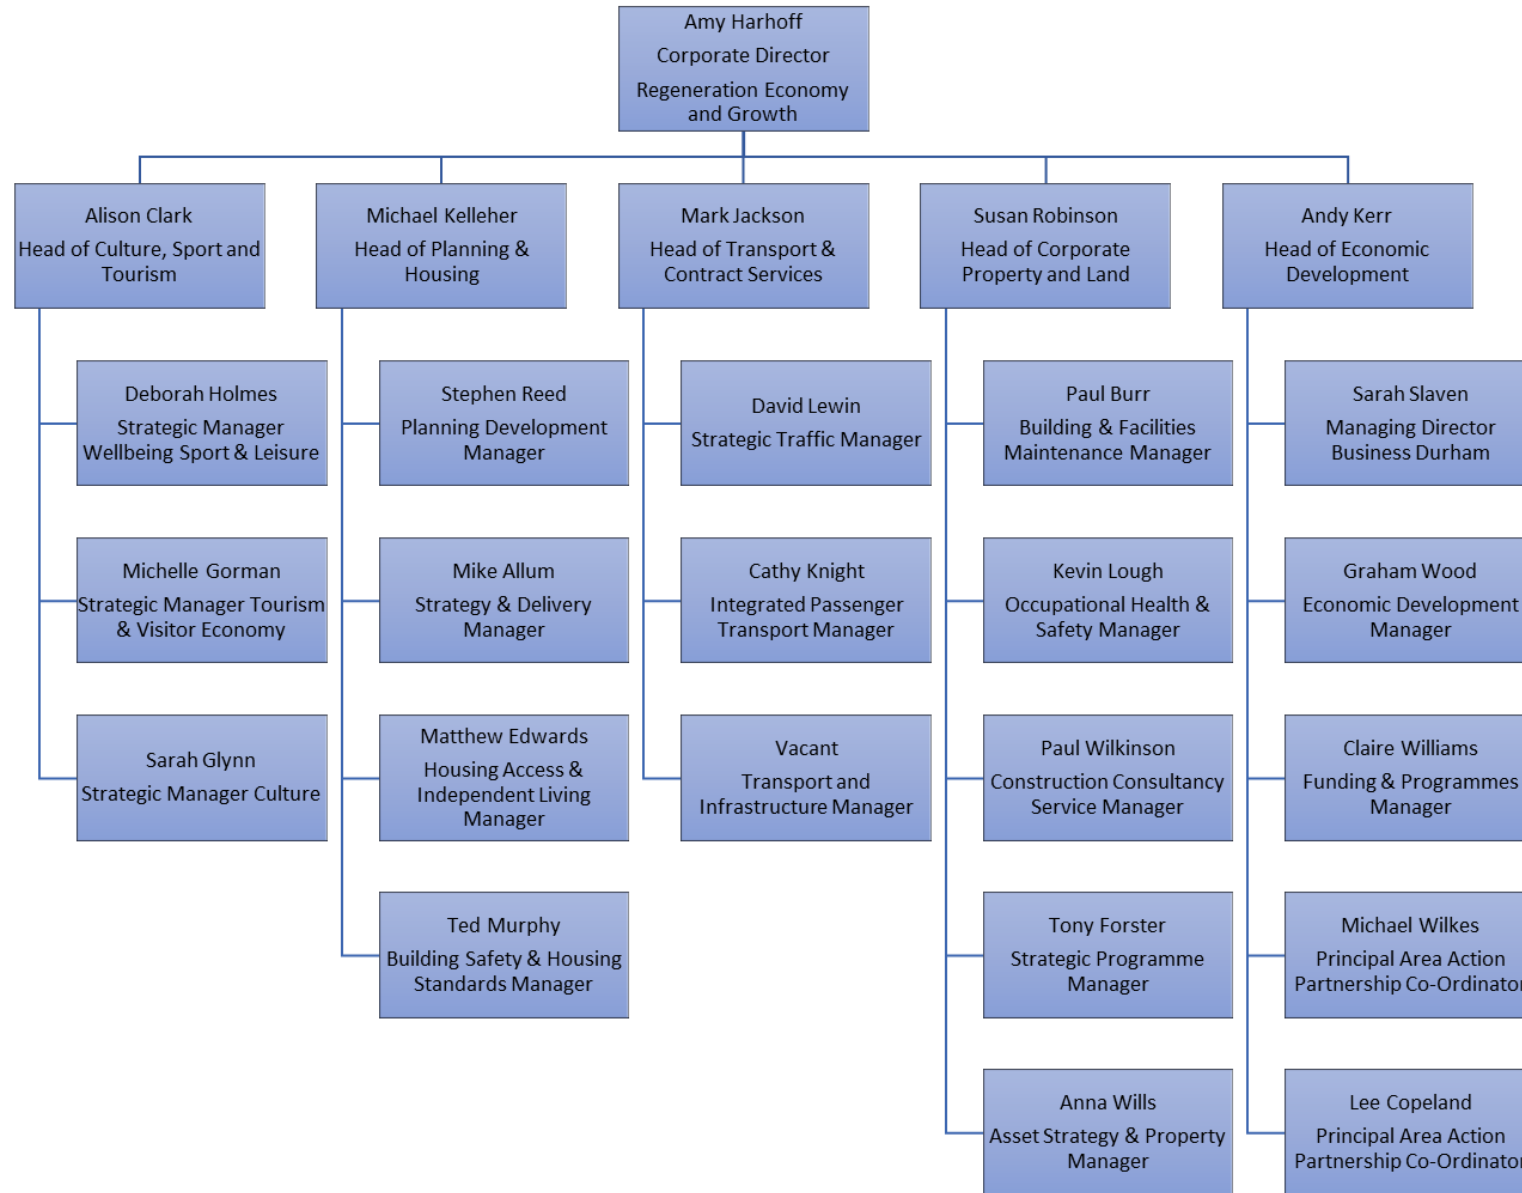 Amy Harhoff
Corporate Director
Regeneration Economy
and Growth
Alison Clark
Head of Culture, Sport and
Tourism
Michael Kelleher
Head of Planning &
Housing
Mark Jackson
Head of Transport &
Contract Services
Susan Robinson
Head of Corporate
Property and Land
Andy Kerr
Head of Economic
Development
Deborah Holmes
Strategic Manager
Wellbeing Sport & Leisure
Michelle Gorman
Strategic Manager Tourism
& Visitor Economy
Sarah Glynn
Strategic Manager Culture
Stephen Reed
Planning Development
Manager
Mike Allum
Strategy & Delivery
Manager
Matthew Edwards
Housing Access &
Independent Living
Manager
Ted Murphy
Building Safety & Housing
Standards Manager
David Lewin
Strategic Traffic Manager
Cathy Knight
Integrated Passenger
Transport Manager
Vacant
Transport and
Infrastructure Manager
Paul Burr
Building & Facilities
Maintenance Manager
Kevin Lough
Occupational Health &
Safety Manager
Paul Wilkinson
Construction Consultancy
Service Manager
Tony Forster
Strategic Programme
Manager
Anna Wills
Asset Strategy & Property
Manager
Sarah Slaven
Managing Director
Business Durham
Graham Wood
Economic Development
Manager
Claire Williams
Funding & Programmes
Manager
Michael Wilkes
Principal Area Action
Partnership Co-Ordinator
Lee Copeland
Principal Area Action
Partnership Co-Ordinator